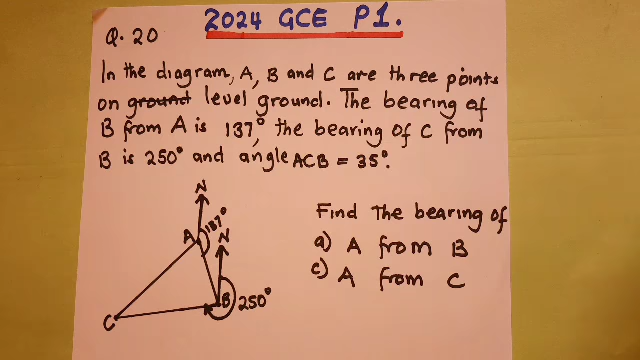 2024 GCE P1.
Q. 20
In the diagram, A, B and C are three points
on ground level ground. The bearing of
B from A is 137°, the bearing of C from
B is 250° and angle ACB = 35°.
Find The bearing of
a) A from B
c) A from C
N
A 137°
N
B 250°
C